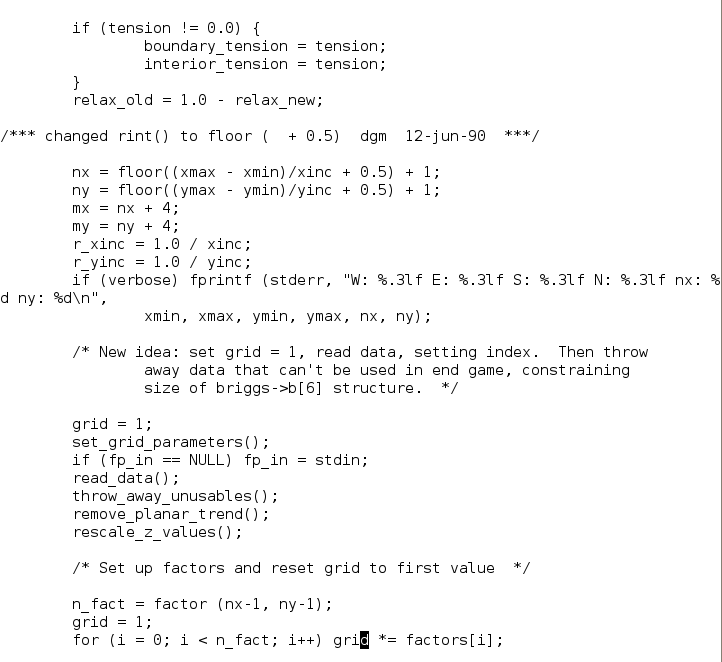 if (tension != 0.0) {
boundary_tension = tension;
interior_tension = tension;
}
relax_old = 1.0 - relax_new;
/*** changed rint() to floor (  + 0.5)  dgm  12-jun-90  ***/
nx = floor((xmax - xmin)/xinc + 0.5) + 1;
ny = floor((ymax - ymin)/yinc + 0.5) + 1;
mx = nx + 4;
my = ny + 4;
r_xinc = 1.0 / xinc;
r_yinc = 1.0 / yinc;
if (verbose) fprintf (stderr, "W: %.3lf E: %.3lf S: %.3lf N: %.3lf nx: %
d ny: %d\n",
xmin, xmax, ymin, ymax, nx, ny);
/* New idea: set grid = 1, read data, setting index.  Then throw
away data that can't be used in end game, constraining
size of briggs->b[6] structure.  */
grid = 1;
set_grid_parameters();
if (fp_in == NULL) fp_in = stdin;
read_data();
throw_away_unusables();
remove_planar_trend();
rescale_z_values();
/* Set up factors and reset grid to first value  */
n_fact = factor (nx-1, ny-1);
grid = 1;
for (i = 0; i < n_fact; i++) grid *= factors[i];